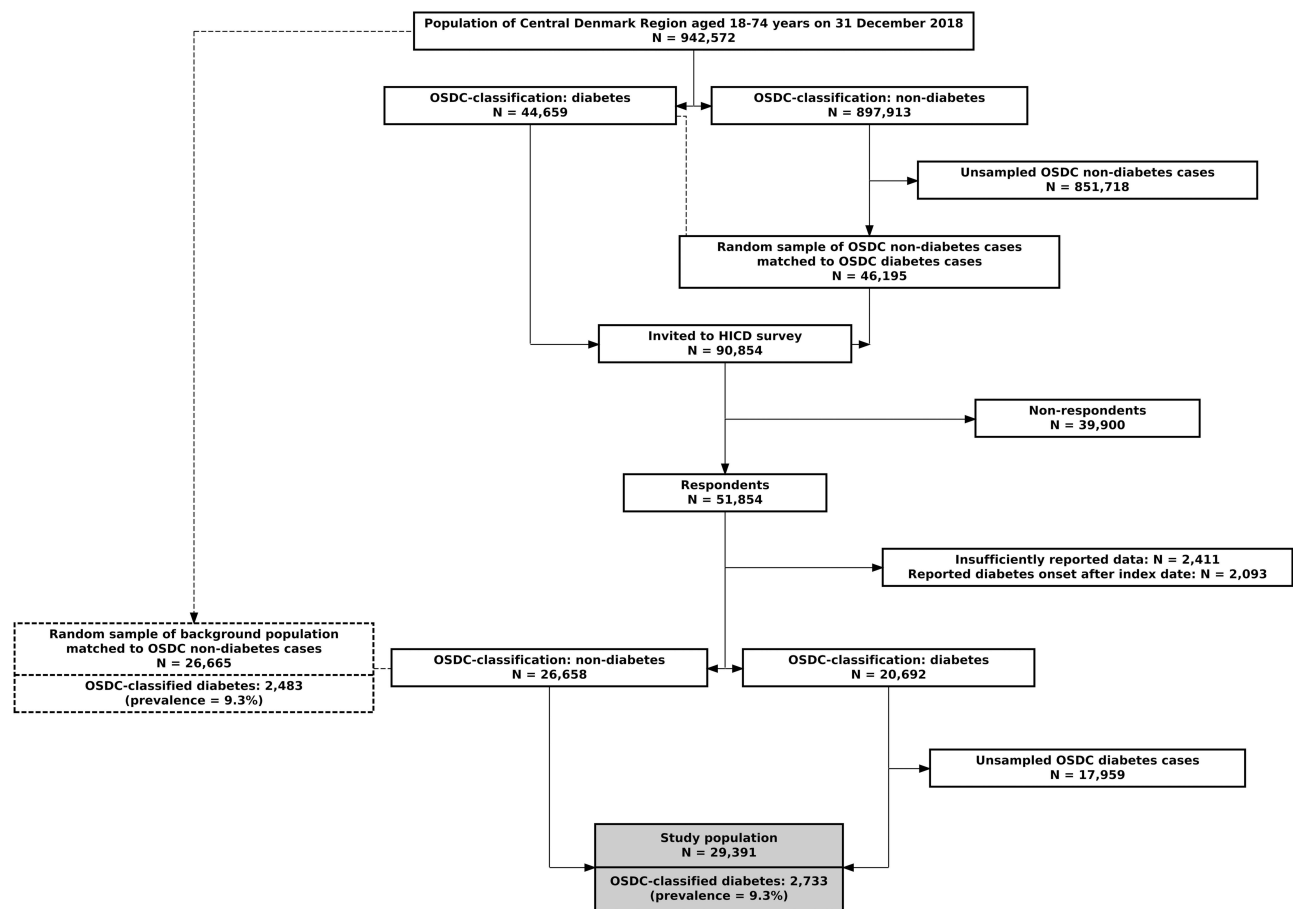 Population of Central Denmark Region aged 18-74 years on 31 December 2018
N = 942,572
OSDC-classification: diabetes
N = 44,659
OSDC-classification: non-diabetes
N = 897,913
Unsampled OSDC non-diabetes cases
N = 851,718
Random sample of OSDC non-diabetes cases
matched to OSDC diabetes cases
N = 46,195
Invited to HICD survey
N = 90,854
Non-respondents
N = 39,900
Respondents
N = 51,854
Insufficiently reported data: N = 2,411
Reported diabetes onset after index date: N = 2,093
Random sample of background population
matched to OSDC non-diabetes cases
N = 26,665
OSDC-classified diabetes: 2,483
(prevalence = 9.3%)
OSDC-classification: non-diabetes
N = 26,658
OSDC-classification: diabetes
N = 20,692
Unsampled OSDC diabetes cases
N = 17,959
Study population
N = 29,391
OSDC-classified diabetes: 2,733
(prevalence = 9.3%)